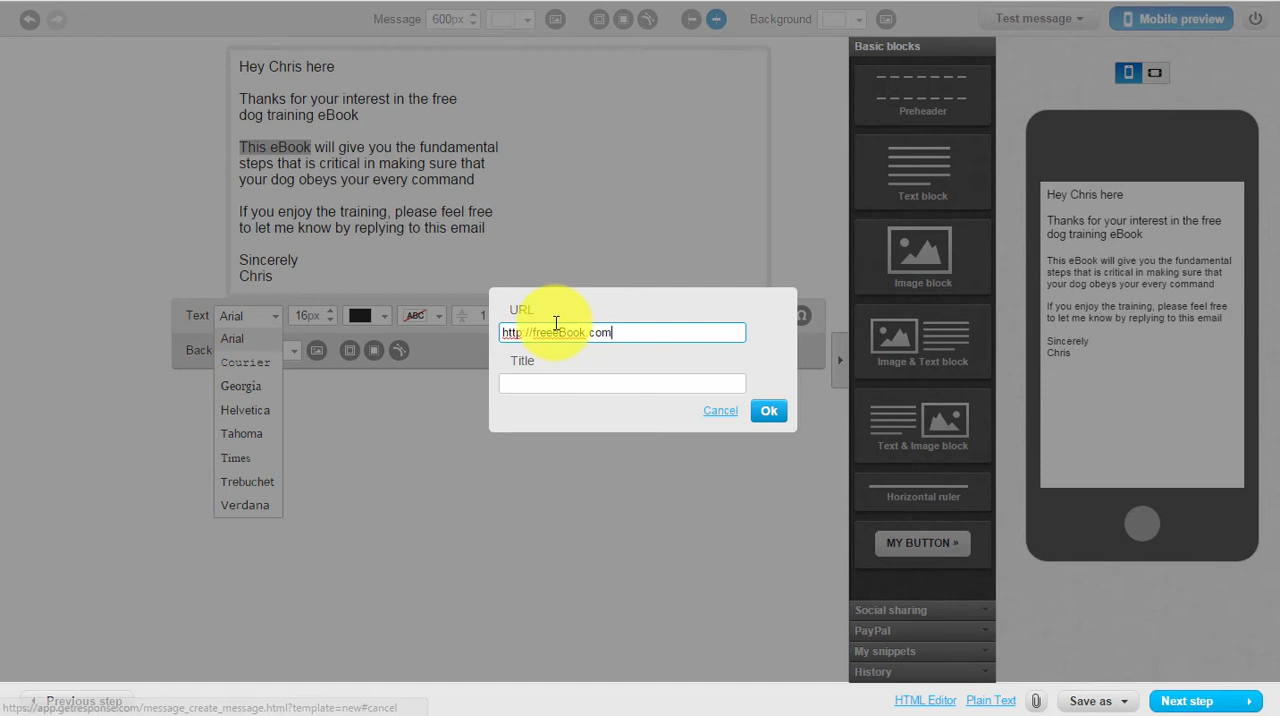 Message 600px Background Test message Mobile preview
Hey Chris here
Thanks for your interest in the free
dog training eBook
This eBook will give you the fundamental
steps that is critical in making sure that
your dog obeys your every command
If you enjoy the training, please feel free
to let me know by replying to this email
Sincerely
Chris
Text Arial 16px ABC 1 Ω
Arial
Courier
Georgia
Helvetica
Tahoma
Times
Trebuchet
Verdana
URL
http://freeeBook.com
Title
Cancel Ok
Basic blocks
Preheader
Text block
Image block
Image & Text block
Text & Image block
Horizontal ruler
MY BUTTON »
Social sharing
PayPal
My snippets
History
Hey Chris here
Thanks for your interest in the free
dog training eBook
This eBook will give you the fundamental
steps that is critical in making sure that
your dog obeys your every command
If you enjoy the training, please feel free
to let me know by replying to this email
Sincerely
Chris
Previous step HTML Editor Plain Text Save as Next step
https://app.getresponse.com/message_create_message.html?template=new#cancel